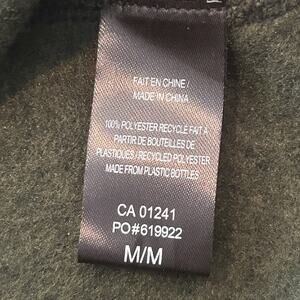 FAIT EN CHINE /
MADE IN CHINA
100% POLYESTER RECYCLE FAIT À
PARTIR DE BOUTEILLES DE
PLASTIQUES / RECYCLED POLYESTER
MADE FROM PLASTIC BOTTLES
CA 01241
PO#619922
M/M